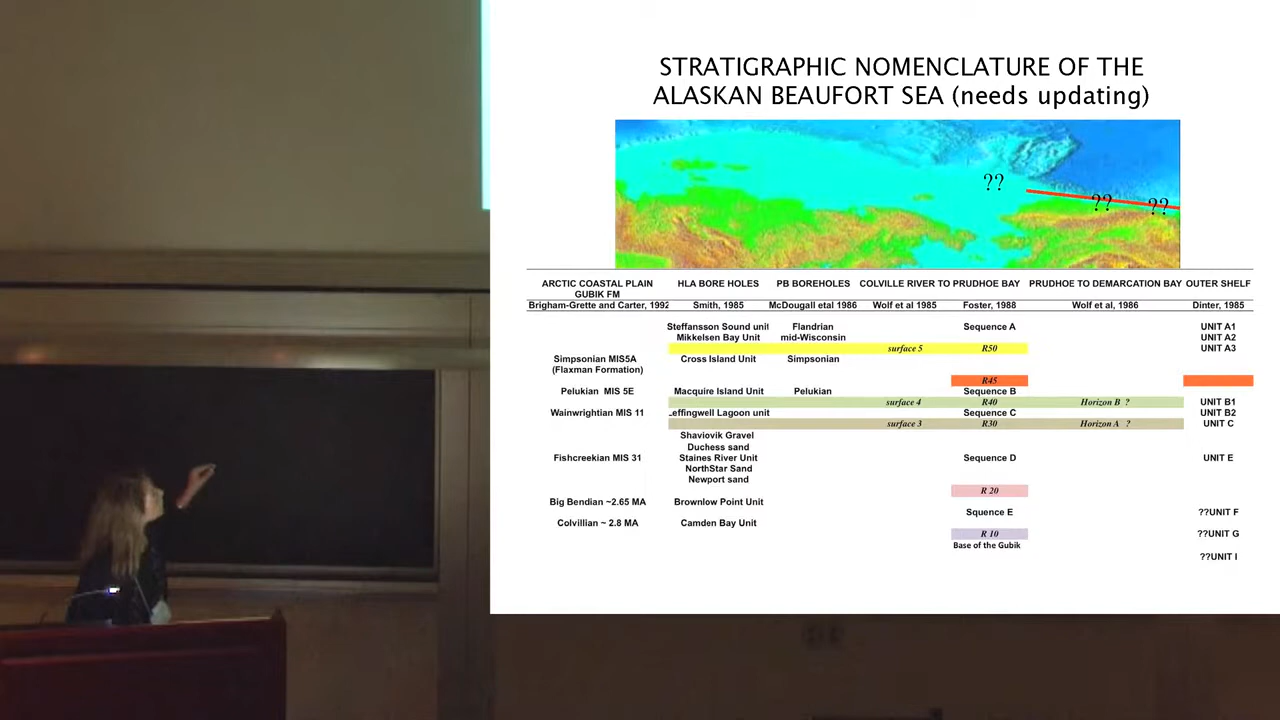 STRATIGRAPHIC NOMENCLATURE OF THE
ALASKAN BEAUFORT SEA (needs updating)
??
??
??
ARCTIC COASTAL PLAIN GUBIK FM HLA BORE HOLES PB BOREHOLES COLVILLE RIVER TO PRUDHOE BAY PRUDHOE TO DEMARCATION BAY OUTER SHELF
Brigham-Grette and Carter, 1992 Smith, 1985 McDougall etal 1986 Wolf et al 1985 Foster, 1988 Wolf et al, 1986 Dinter, 1985
Steffansson Sound unit Flandrian Sequence A UNIT A1
Mikkelsen Bay Unit mid-Wisconsin UNIT A2
surface 5 R50 UNIT A3
Simpsonian MIS5A Cross Island Unit Simpsonian
(Flaxman Formation)
R45
Pelukian MIS 5E Macquire Island Unit Pelukian Sequence B
surface 4 R40 Horizon B ? UNIT B1
Wainwrightian MIS 11 Leffingwell Lagoon unit Sequence C UNIT B2
surface 3 R30 Horizon A ? UNIT C
Shaviovik Gravel
Duchess sand
Fishcreekian MIS 31 Staines River Unit Sequence D UNIT E
NorthStar Sand
Newport sand
R 20
Big Bendian ~2.65 MA Brownlow Point Unit
Squence E ??UNIT F
Colvillian ~ 2.8 MA Camden Bay Unit
R 10 ??UNIT G
Base of the Gubik
??UNIT I